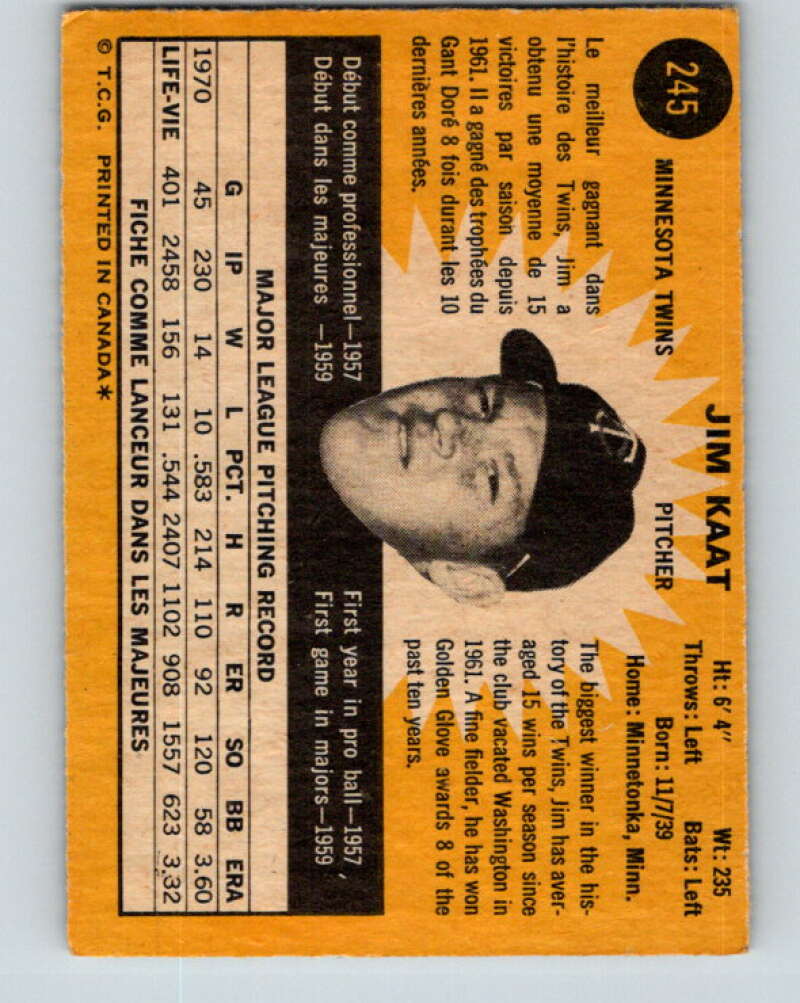 245
JIM KAAT
MINNESOTA TWINS
PITCHER
Ht: 6' 4" Wt: 235
Throws: Left Bats: Left
Born: 11/7/39
Home: Minnetonka, Minn.
Le meilleur gagnant dans
l'histoire des Twins, Jim a
obtenu une moyenne de 15
victoires par saison depuis
1961. Il a gagné des trophées du
Gant Doré 8 fois durant les 10
dernières années.
The biggest winner in the his-
tory of the Twins, Jim has aver-
aged 15 wins per season since
the club vacated Washington in
1961. A fine fielder, he has won
Golden Glove awards 8 of the
past ten years.
Début comme professionnel—1957
Début dans les majeures —1959
First year in pro ball—1957
First game in majors—1959
MAJOR LEAGUE PITCHING RECORD
G IP W L PCT. H R ER SO BB ERA
1970 45 230 14 10 .583 214 110 92 120 58 3.60
LIFE-VIE 401 2458 156 131 .544 2407 1102 908 1557 623 3.32
FICHE COMME LANCEUR DANS LES MAJEURES
© T.C.G. PRINTED IN CANADA*